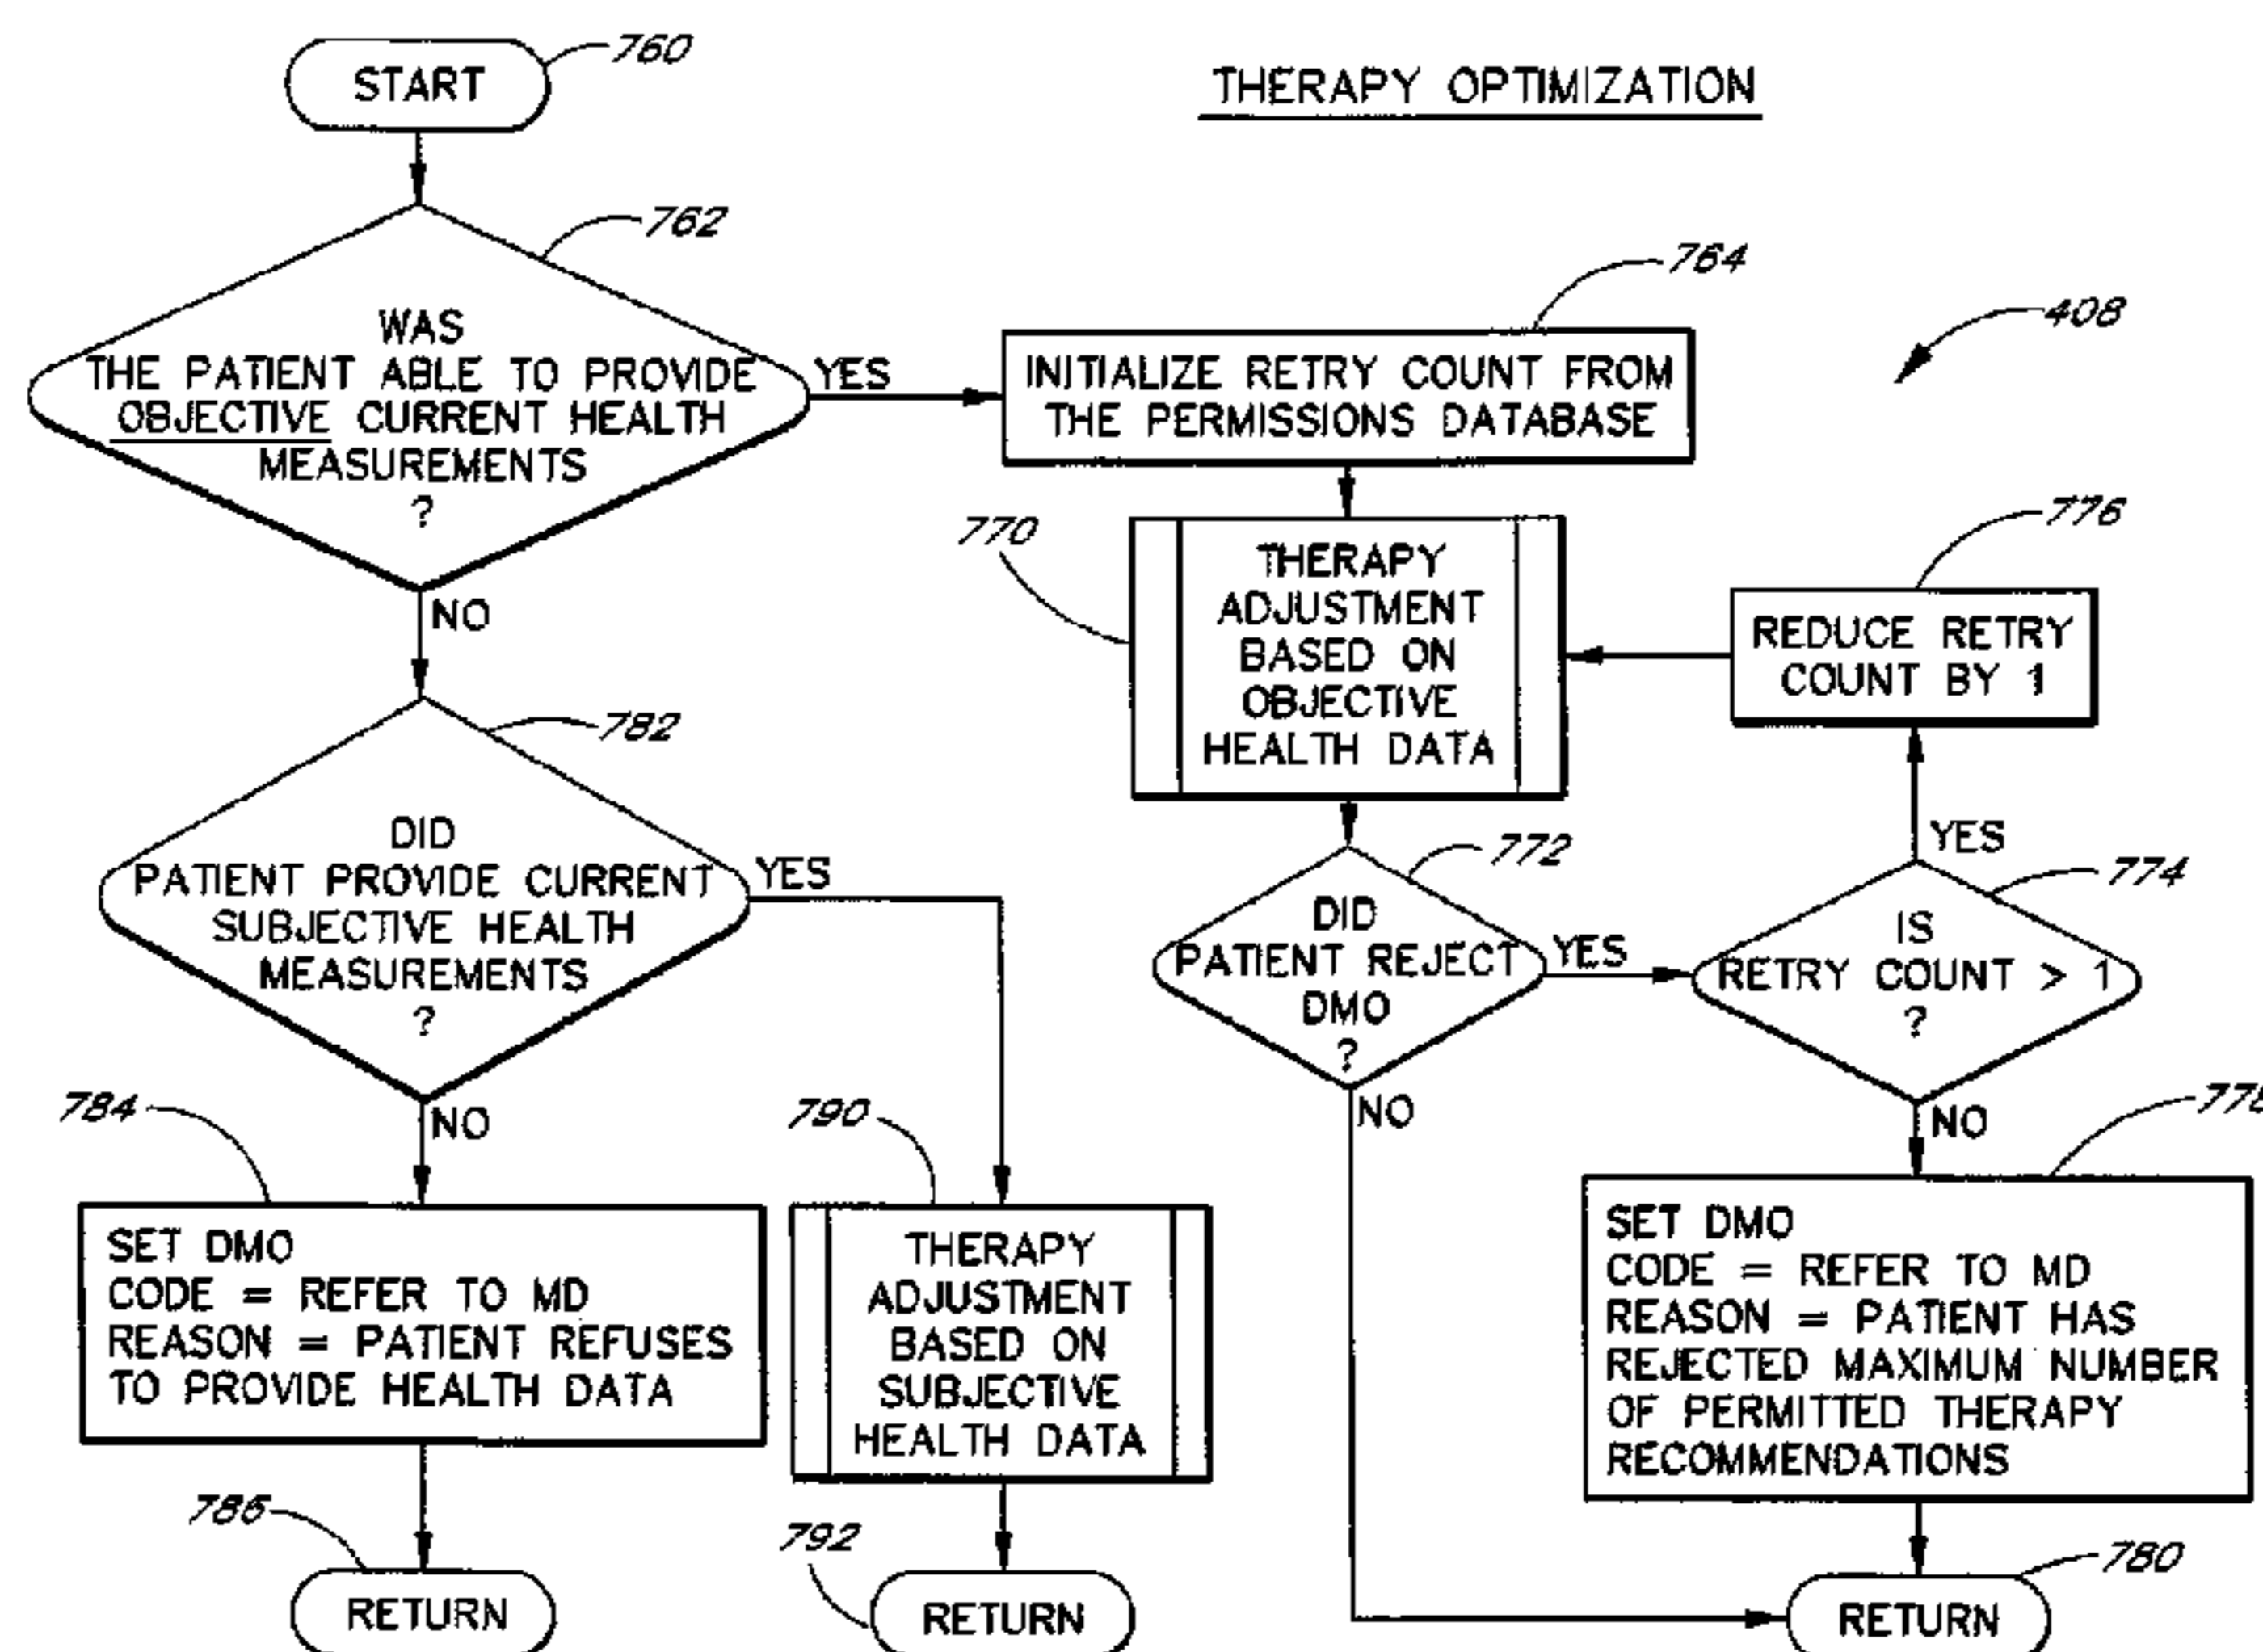 START
760
THERAPY OPTIMIZATION
762
WAS
THE PATIENT ABLE TO PROVIDE
OBJECTIVE CURRENT HEALTH
MEASUREMENTS
?
YES
NO
764
INITIALIZE RETRY COUNT FROM
THE PERMISSIONS DATABASE
408
770
THERAPY
ADJUSTMENT
BASED ON
OBJECTIVE
HEALTH DATA
776
REDUCE RETRY
COUNT BY 1
YES
782
DID
PATIENT PROVIDE CURRENT
SUBJECTIVE HEALTH
MEASUREMENTS
?
YES
NO
772
DID
PATIENT REJECT
DMO
?
YES
NO
774
IS
RETRY COUNT > 1
?
NO
784
SET DMO
CODE = REFER TO MD
REASON = PATIENT REFUSES
TO PROVIDE HEALTH DATA
790
THERAPY
ADJUSTMENT
BASED ON
SUBJECTIVE
HEALTH DATA
778
SET DMO
CODE = REFER TO MD
REASON = PATIENT HAS
REJECTED MAXIMUM NUMBER
OF PERMITTED THERAPY
RECOMMENDATIONS
786
RETURN
792
RETURN
780
RETURN